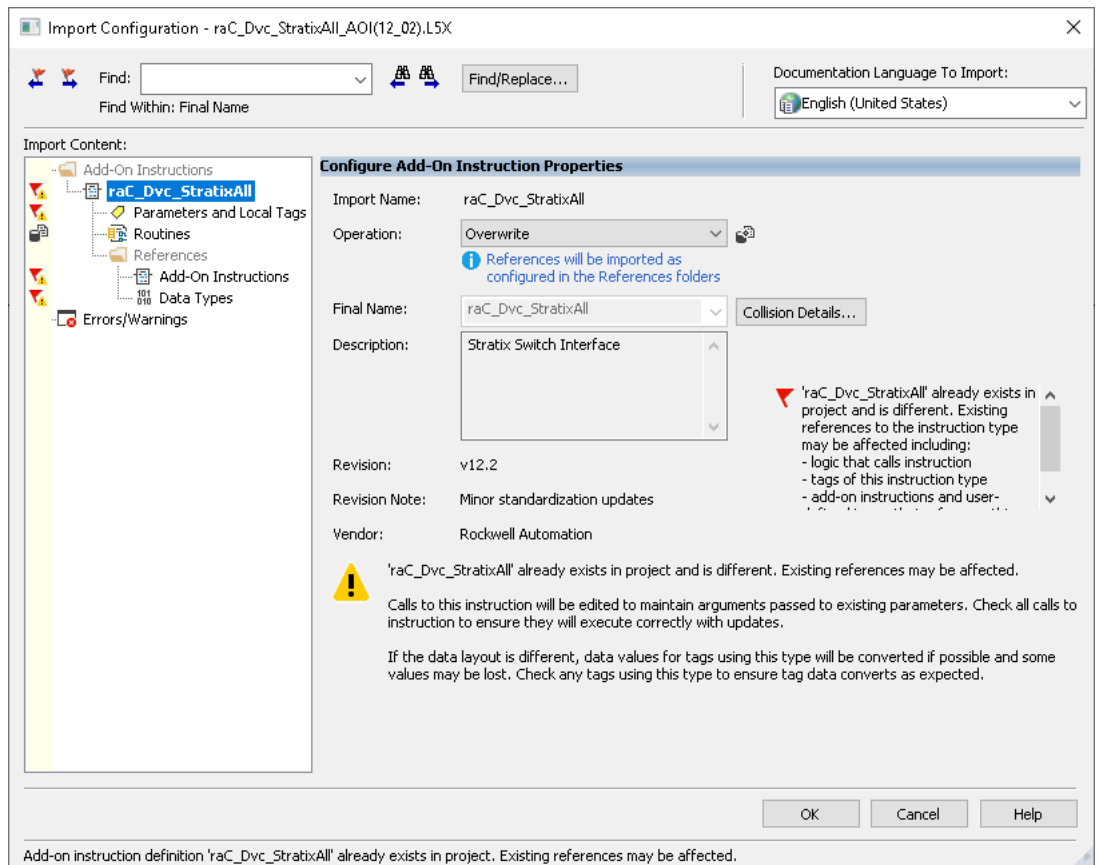 Import Configuration - raC_Dvc_StratixAll_AOI(12_02).L5X
Find:
Find/Replace...
Find Within: Final Name
Documentation Language To Import:
English (United States)
Import Content:
Add-On Instructions
raC_Dvc_StratixAll
Parameters and Local Tags
Routines
References
Add-On Instructions
Data Types
Errors/Warnings
Configure Add-On Instruction Properties
Import Name: raC_Dvc_StratixAll
Operation: Overwrite
References will be imported as
configured in the References folders
Final Name: raC_Dvc_StratixAll
Collision Details...
Description: Stratix Switch Interface
'raC_Dvc_StratixAll' already exists in
project and is different. Existing
references to the instruction type
may be affected including:
- logic that calls instruction
- tags of this instruction type
- add-on instructions and user-
Revision: v12.2
Revision Note: Minor standardization updates
Vendor: Rockwell Automation
'raC_Dvc_StratixAll' already exists in project and is different. Existing references may be affected.
Calls to this instruction will be edited to maintain arguments passed to existing parameters. Check all calls to
instruction to ensure they will execute correctly with updates.
If the data layout is different, data values for tags using this type will be converted if possible and some
values may be lost. Check any tags using this type to ensure tag data converts as expected.
OK
Cancel
Help
Add-on instruction definition 'raC_Dvc_StratixAll' already exists in project. Existing references may be affected.